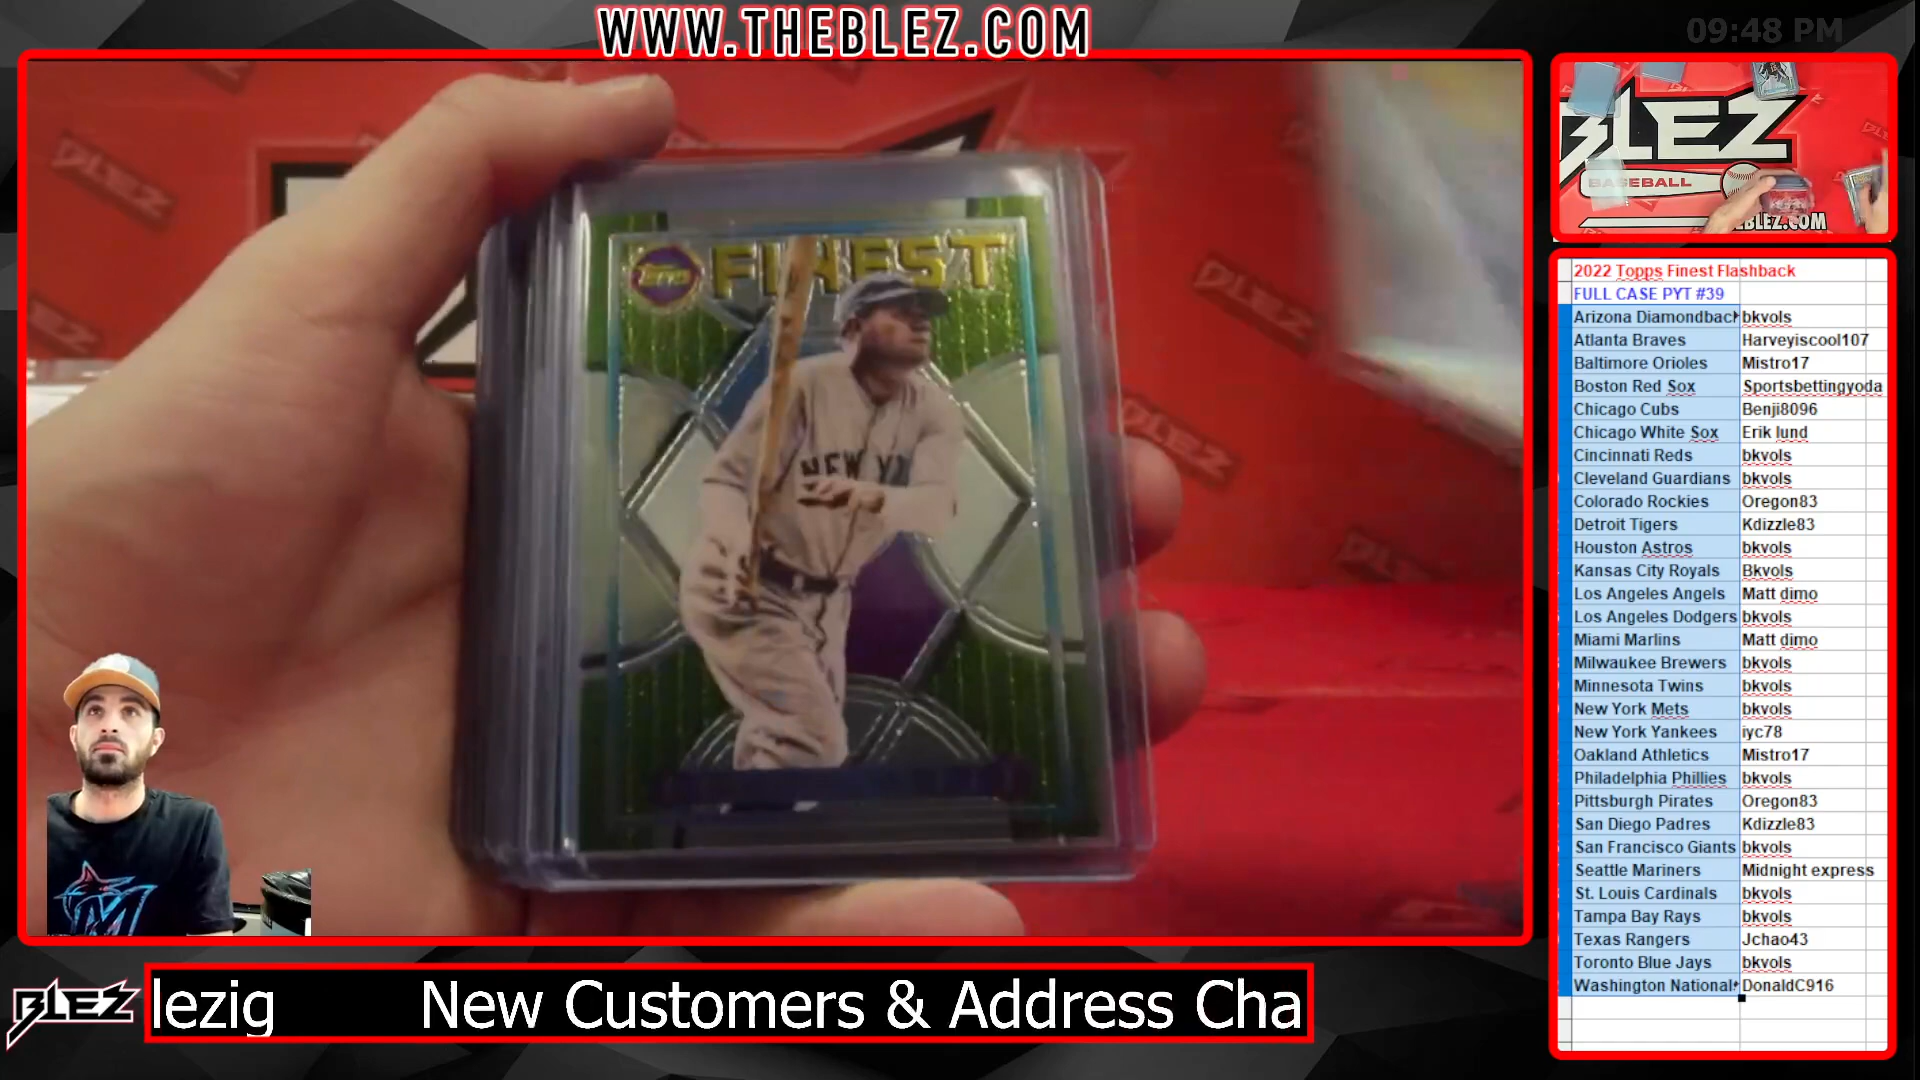 WWW.THEBLEZ.COM
09:48 PM
BLEZ
BASEBALL
BLEZ.COM
BLEZ
BLEZ
BLEZ
Topps
FINEST
NEW YO
M
2022 Topps Finest Flashback
FULL CASE PYT #39
Arizona Diamondback bkvols
Atlanta Braves Harveyiscool107
Baltimore Orioles Mistro17
Boston Red Sox Sportsbettingyoda
Chicago Cubs Benji8096
Chicago White Sox Erik lund
Cincinnati Reds bkvols
Cleveland Guardians bkvols
Colorado Rockies Oregon83
Detroit Tigers Kdizzle83
Houston Astros bkvols
Kansas City Royals Bkvols
Los Angeles Angels Matt dimo
Los Angeles Dodgers bkvols
Miami Marlins Matt dimo
Milwaukee Brewers bkvols
Minnesota Twins bkvols
New York Mets bkvols
New York Yankees iyc78
Oakland Athletics Mistro17
Philadelphia Phillies bkvols
Pittsburgh Pirates Oregon83
San Diego Padres Kdizzle83
San Francisco Giants bkvols
Seattle Mariners Midnight express
St. Louis Cardinals bkvols
Tampa Bay Rays bkvols
Texas Rangers Jchao43
Toronto Blue Jays bkvols
Washington National DonaldC916
BLEZ
lezig New Customers & Address Cha